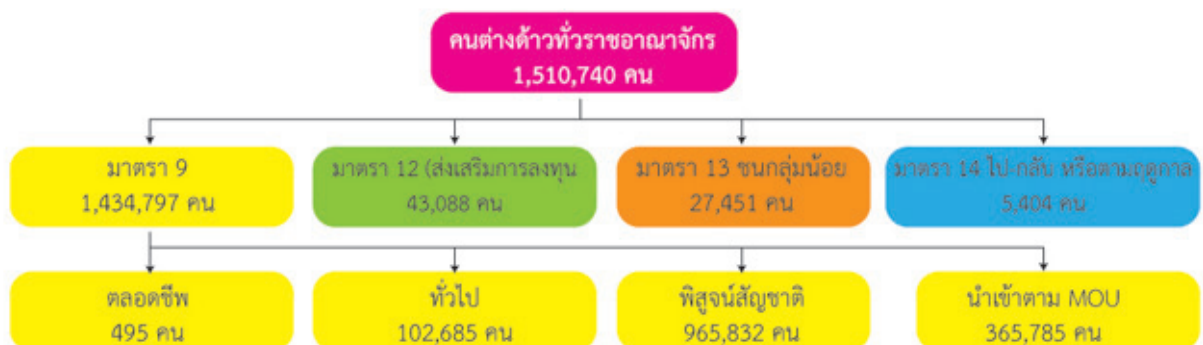 คนต่างด้าวทั่วราชอาณาจักร
1,510,740 คน
มาตรา 9
1,434,797 คน
มาตรา 12 (ส่งเสริมการลงทุน
43,088 คน
มาตรา 13 ชนกลุ่มน้อย
27,451 คน
มาตรา 14 ไป-กลับ หรือตามฤดูกาล
5,404 คน
ตลอดชีพ
495 คน
ทั่วไป
102,685 คน
พิสูจน์สัญชาติ
965,832 คน
นำเข้าตาม MOU
365,785 คน